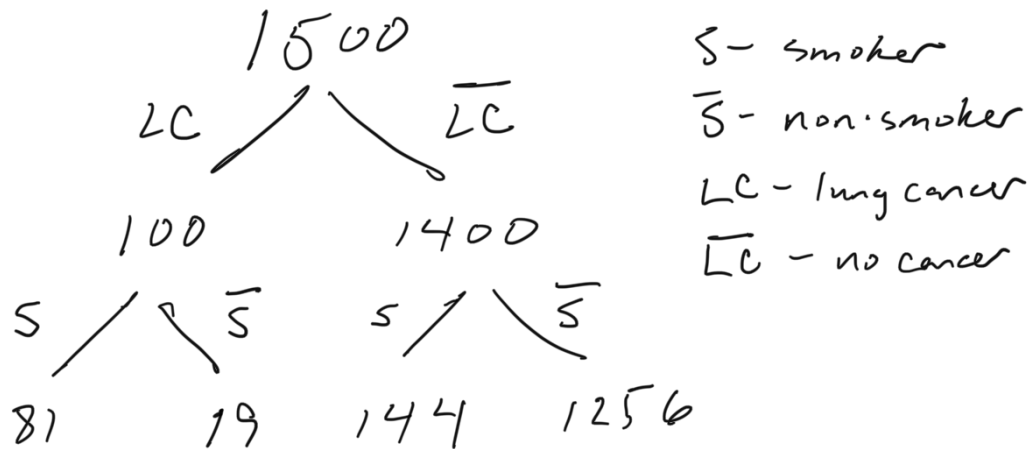 1500
LC L̅C̅
100 1400
S S̅ S S̅
81 19 144 1256
S - smoker
S̅ - non-smoker
LC - lung cancer
L̅C̅ - no cancer